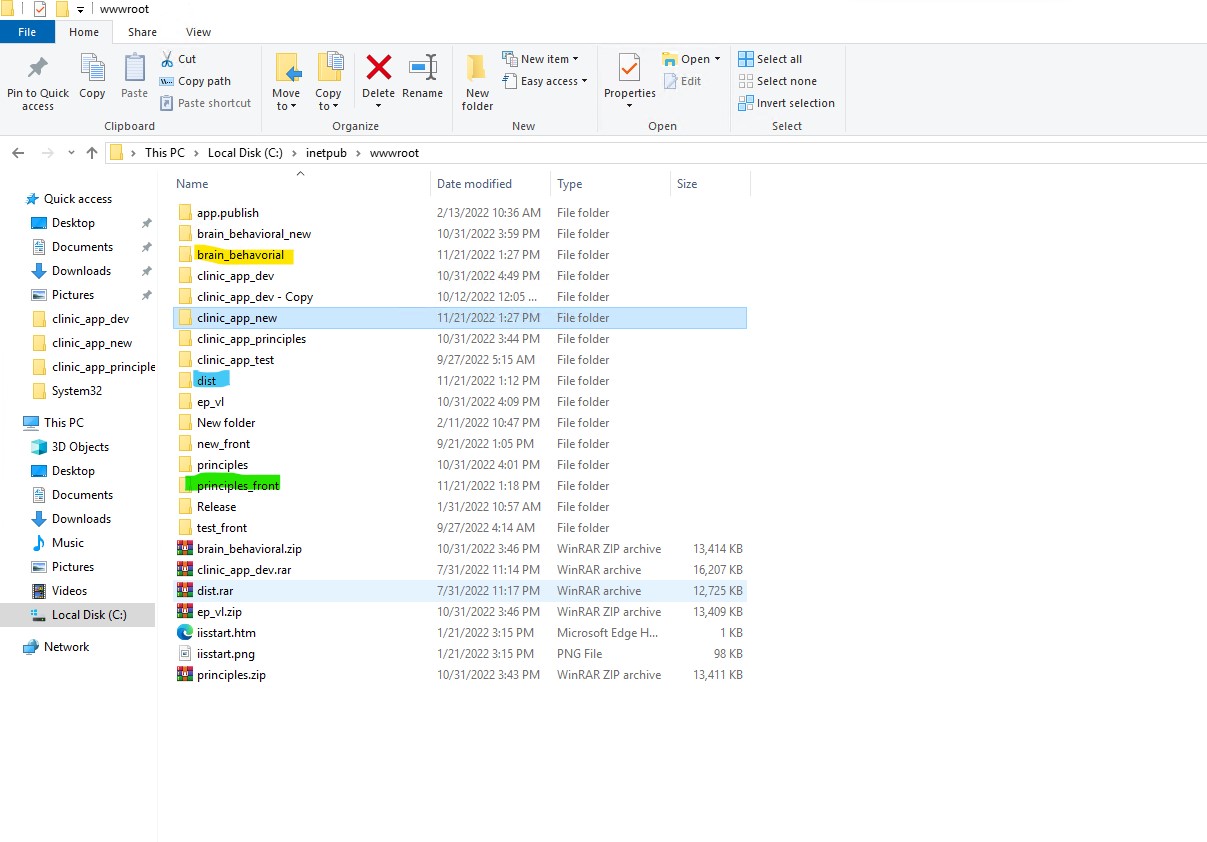 wwwroot
File Home Share View
Pin to Quick access
Copy
Paste
Cut
Copy path
Paste shortcut
Clipboard
Move to
Copy to
Delete
Rename
Organize
New folder
New item
Easy access
New
Properties
Open
Edit
Open
Select all
Select none
Invert selection
Select
This PC Local Disk (C:) inetpub wwwroot
Quick access
Desktop
Documents
Downloads
Pictures
clinic_app_dev
clinic_app_new
clinic_app_principle
System32
This PC
3D Objects
Desktop
Documents
Downloads
Music
Pictures
Videos
Local Disk (C:)
Network
Name Date modified Type Size
app.publish 2/13/2022 10:36 AM File folder
brain_behavioral_new 10/31/2022 3:59 PM File folder
brain_behavorial 11/21/2022 1:27 PM File folder
clinic_app_dev 10/31/2022 4:49 PM File folder
clinic_app_dev - Copy 10/12/2022 12:05 ... File folder
clinic_app_new 11/21/2022 1:27 PM File folder
clinic_app_principles 10/31/2022 3:44 PM File folder
clinic_app_test 9/27/2022 5:15 AM File folder
dist 11/21/2022 1:12 PM File folder
ep_vl 10/31/2022 4:09 PM File folder
New folder 2/11/2022 10:47 PM File folder
new_front 9/21/2022 1:05 PM File folder
principles 10/31/2022 4:01 PM File folder
principles_front 11/21/2022 1:18 PM File folder
Release 1/31/2022 10:57 AM File folder
test_front 9/27/2022 4:14 AM File folder
brain_behavioral.zip 10/31/2022 3:46 PM WinRAR ZIP archive 13,414 KB
clinic_app_dev.rar 7/31/2022 11:14 PM WinRAR archive 16,207 KB
dist.rar 7/31/2022 11:17 PM WinRAR archive 12,725 KB
ep_vl.zip 10/31/2022 3:46 PM WinRAR ZIP archive 13,409 KB
iisstart.htm 1/21/2022 3:15 PM Microsoft Edge H... 1 KB
iisstart.png 1/21/2022 3:15 PM PNG File 98 KB
principles.zip 10/31/2022 3:43 PM WinRAR ZIP archive 13,411 KB